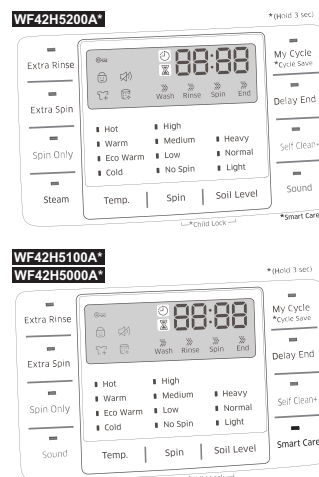 WF42H5200A*
*(Hold 3 sec)
88:88
Extra Rinse
Extra Spin
Spin Only
Steam
Wash Rinse Spin End
Hot
Warm
Eco Warm
Cold
High
Medium
Low
No Spin
Heavy
Normal
Light
Temp. Spin Soil Level
*Child Lock
My Cycle
*Cycle Save
Delay End
Self Clean+
Sound
*Smart Care
WF42H5100A*
WF42H5000A*
*(Hold 3 sec)
88:88
Extra Rinse
Extra Spin
Spin Only
Sound
Wash Rinse Spin End
Hot
Warm
Eco Warm
Cold
High
Medium
Low
No Spin
Heavy
Normal
Light
Temp. Spin Soil Level
My Cycle
*Cycle Save
Delay End
Self Clean+
Smart Care